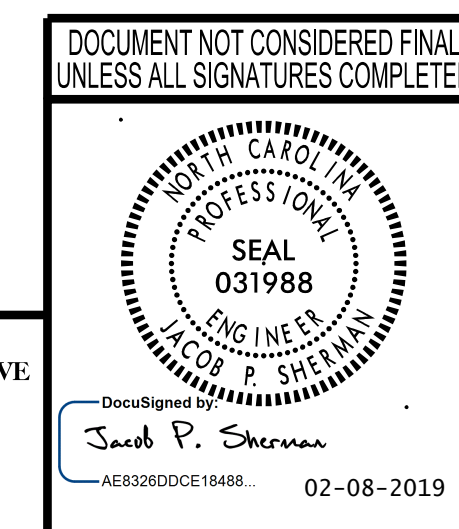 DOCUMENT NOT CONSIDERED FINAL
UNLESS ALL SIGNATURES COMPLETE
NORTH CAROLINA
PROFESSIONAL
SEAL
031988
ENGINEER
JACOB P. SHERMAN
VE
DocuSigned by:
Jacob P. Sherman
AE8326DDCE18488...
02-08-2019